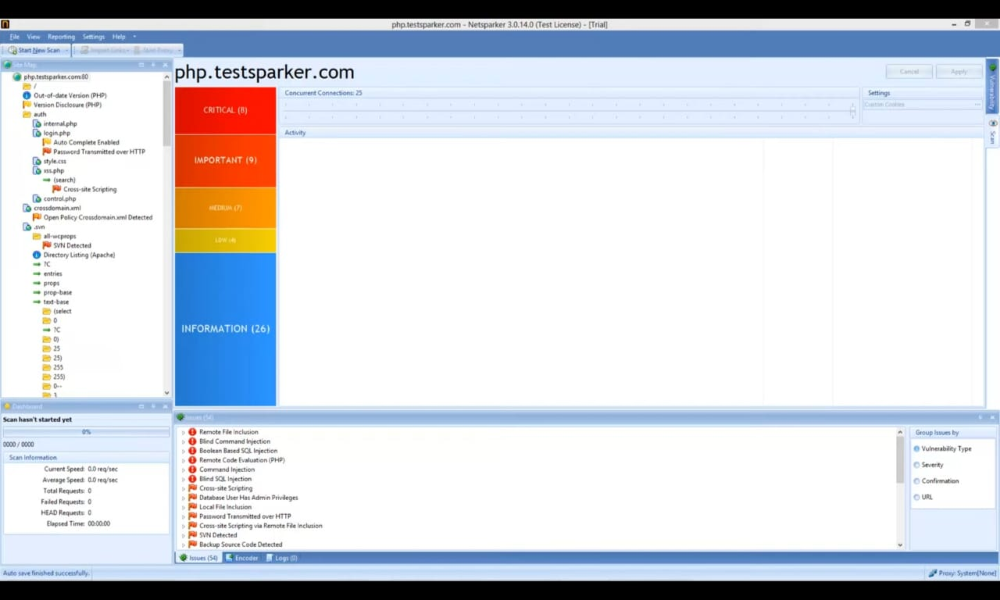 php.testsparker.com - Netsparker 3.0.14.0 (Test License) - [Trial]
File View Reporting Settings Help
Start New Scan Import Links Start Proxy
Site Map
php.testsparker.com:80
/
Out-of-date Version (PHP)
Version Disclosure (PHP)
auth
internal.php
login.php
Auto Complete Enabled
Password Transmitted over HTTP
style.css
xss.php
(search)
Cross-site Scripting
control.php
crossdomain.xml
Open Policy Crossdomain.xml Detected
.svn
all-wcprops
SVN Detected
Directory Listing (Apache)
?C
entries
props
prop-base
text-base
(select
0
?C
0)
25
25)
255
255)
0--
Dashboard
Scan hasn't started yet
0%
0000 / 0000
Scan Information
Current Speed: 0.0 req/sec
Average Speed: 0.0 req/sec
Total Requests: 0
Failed Requests: 0
HEAD Requests: 0
Elapsed Time: 00:00:00
php.testsparker.com
Cancel Apply
CRITICAL (8)
IMPORTANT (9)
MEDIUM (7)
LOW (4)
INFORMATION (26)
Concurrent Connections: 25
Settings
Custom Cookies
Activity
Vulnerability
Scan
Issues (54)
Remote File Inclusion
Blind Command Injection
Boolean Based SQL Injection
Remote Code Evaluation (PHP)
Command Injection
Blind SQL Injection
Cross-site Scripting
Database User Has Admin Privileges
Local File Inclusion
Password Transmitted over HTTP
Cross-site Scripting via Remote File Inclusion
SVN Detected
Backup Source Code Detected
Group Issues by
Vulnerability Type
Severity
Confirmation
URL
Issues (54) Encoder Logs (0)
Auto save finished successfully.
Proxy: System[None]